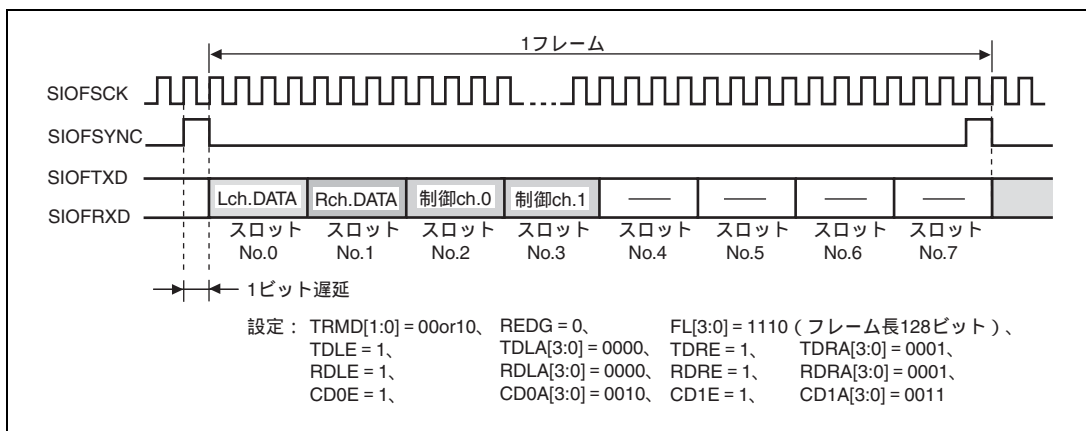 1フレーム
SIOFSCK
SIOFSYNC
SIOFTXD
SIOFRXD
Lch.DATA Rch.DATA 制御ch.0 制御ch.1 —— —— —— ——
スロット スロット スロット スロット スロット スロット スロット スロット
No.0 No.1 No.2 No.3 No.4 No.5 No.6 No.7
1ビット遅延
設定: TRMD[1:0] = 00or10、 REDG = 0、 FL[3:0] = 1110(フレーム長128ビット)、
TDLE = 1、 TDLA[3:0] = 0000、 TDRE = 1、 TDRA[3:0] = 0001、
RDLE = 1、 RDLA[3:0] = 0000、 RDRE = 1、 RDRA[3:0] = 0001、
CD0E = 1、 CD0A[3:0] = 0010、 CD1E = 1、 CD1A[3:0] = 0011